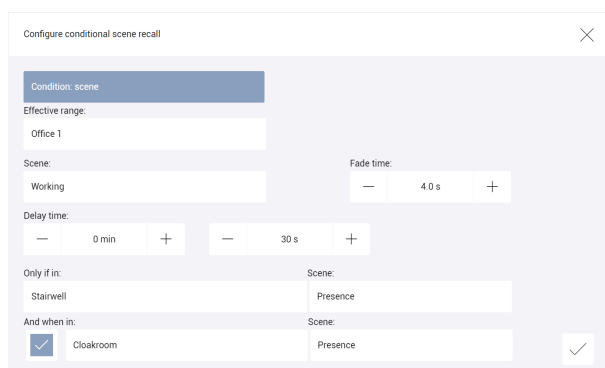 Configure conditional scene recall
Condition: scene
Effective range:
Office 1
Scene:
Fade time:
Working
4.0 s
Delay time:
0 min
30 s
Only if in:
Scene:
Stairwell
Presence
And when in:
Scene:
Cloakroom
Presence